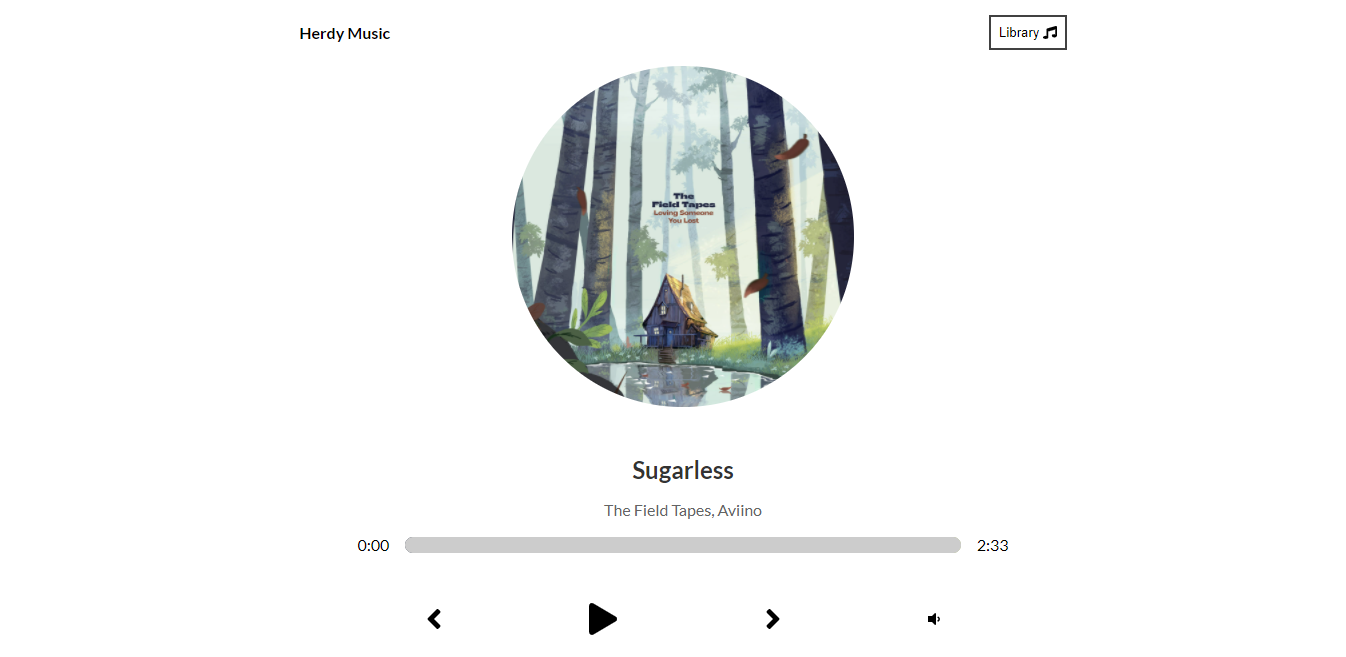 Herdy Music
Library
The
Field Tapes
Loving Someone
You Lost
Sugarless
The Field Tapes, Aviino
0:00
2:33